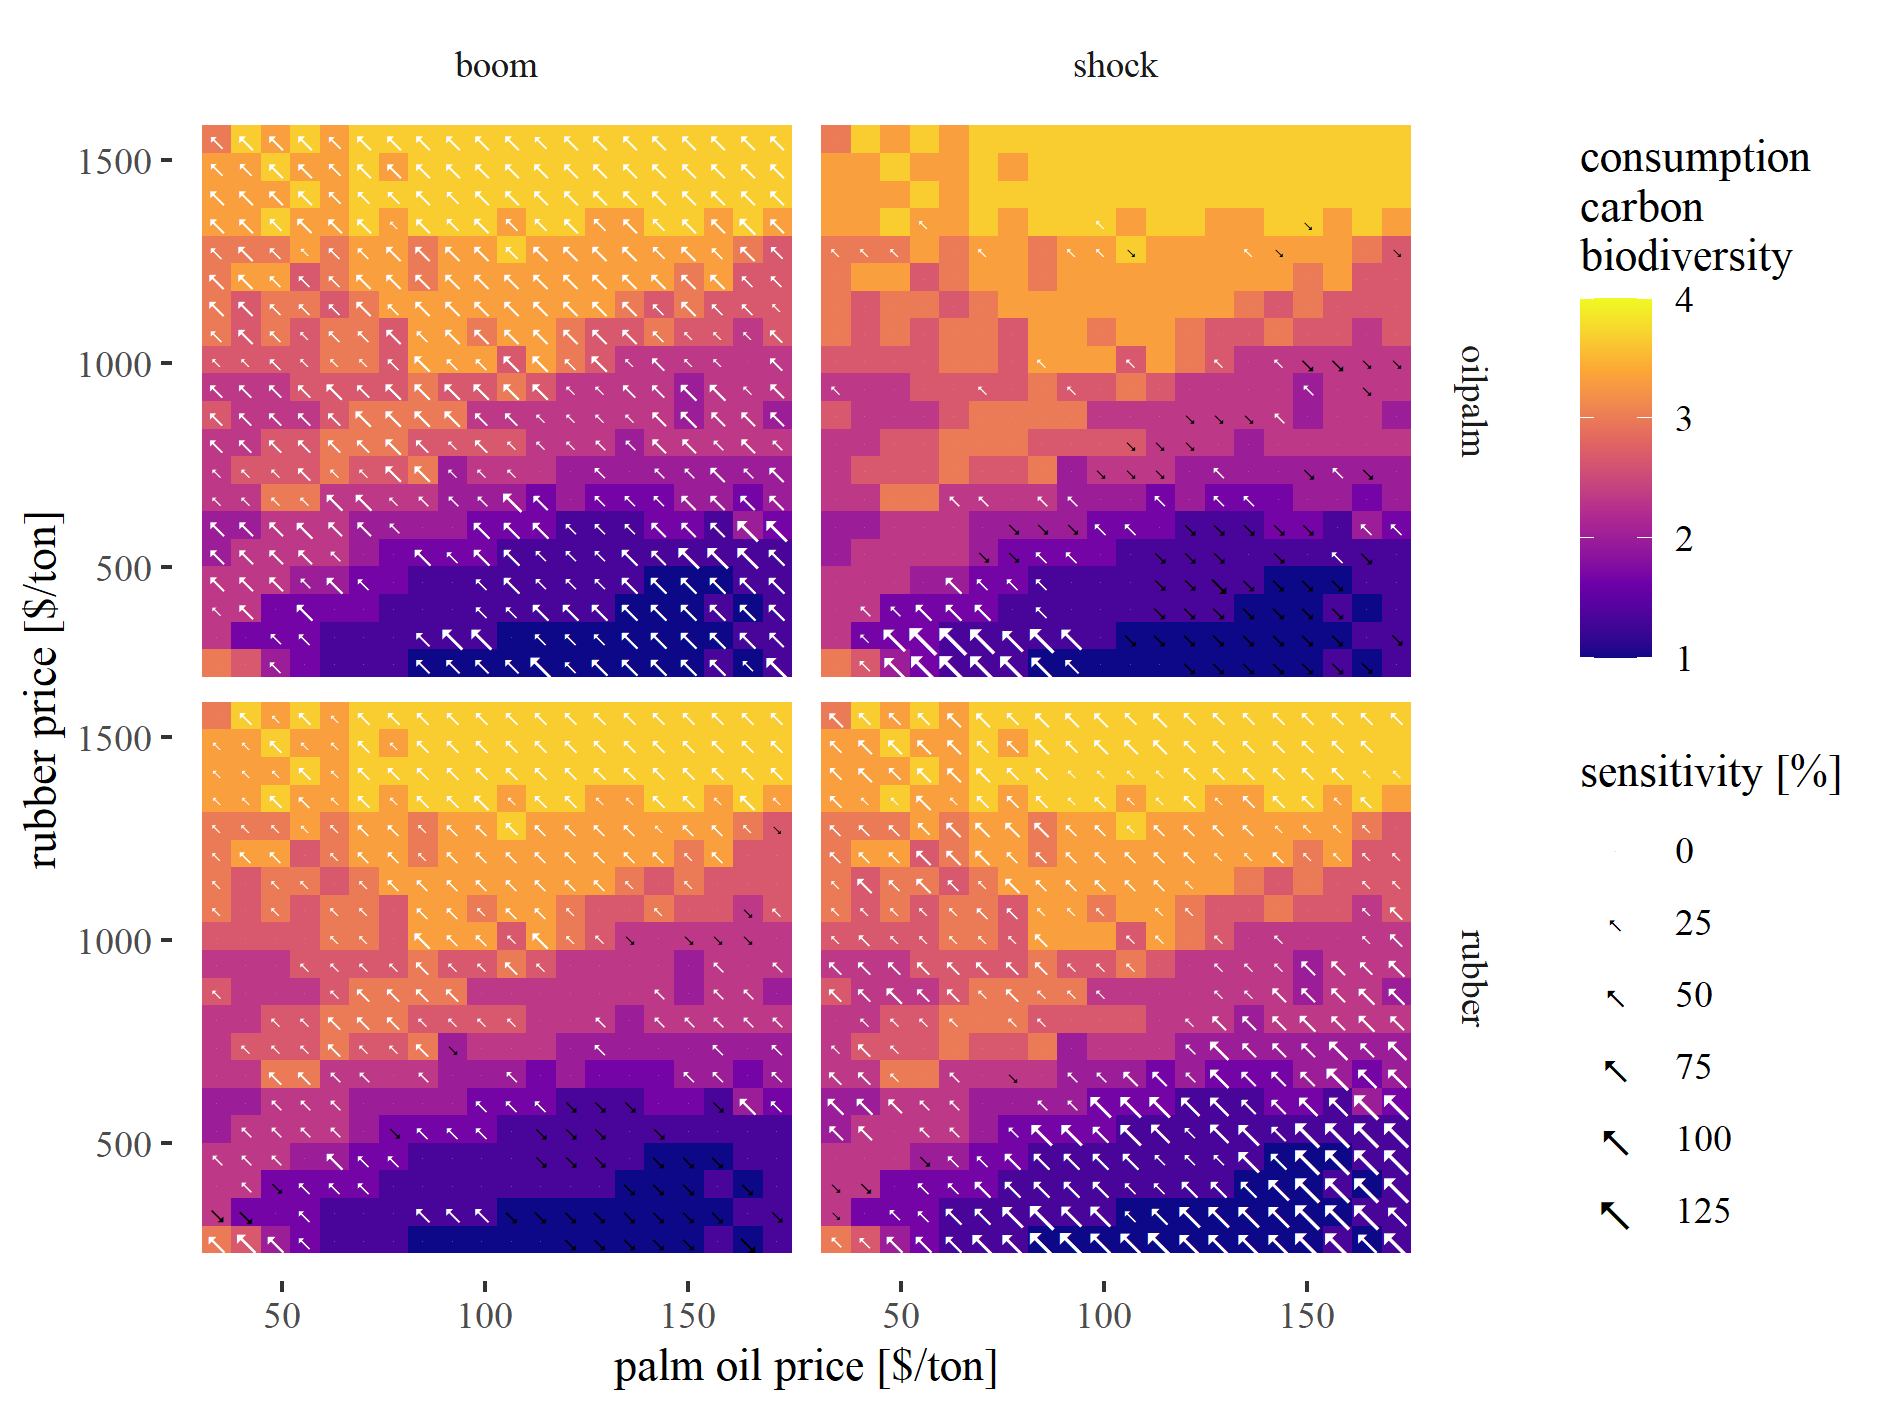 boom
shock
consumption
carbon
biodiversity
4
3
2
1
1500
1000
500
oilpalm
rubber price [$/ton]
sensitivity [%]
0
25
50
75
100
125
1500
1000
500
rubber
50
100
150
50
100
150
palm oil price [$/ton]